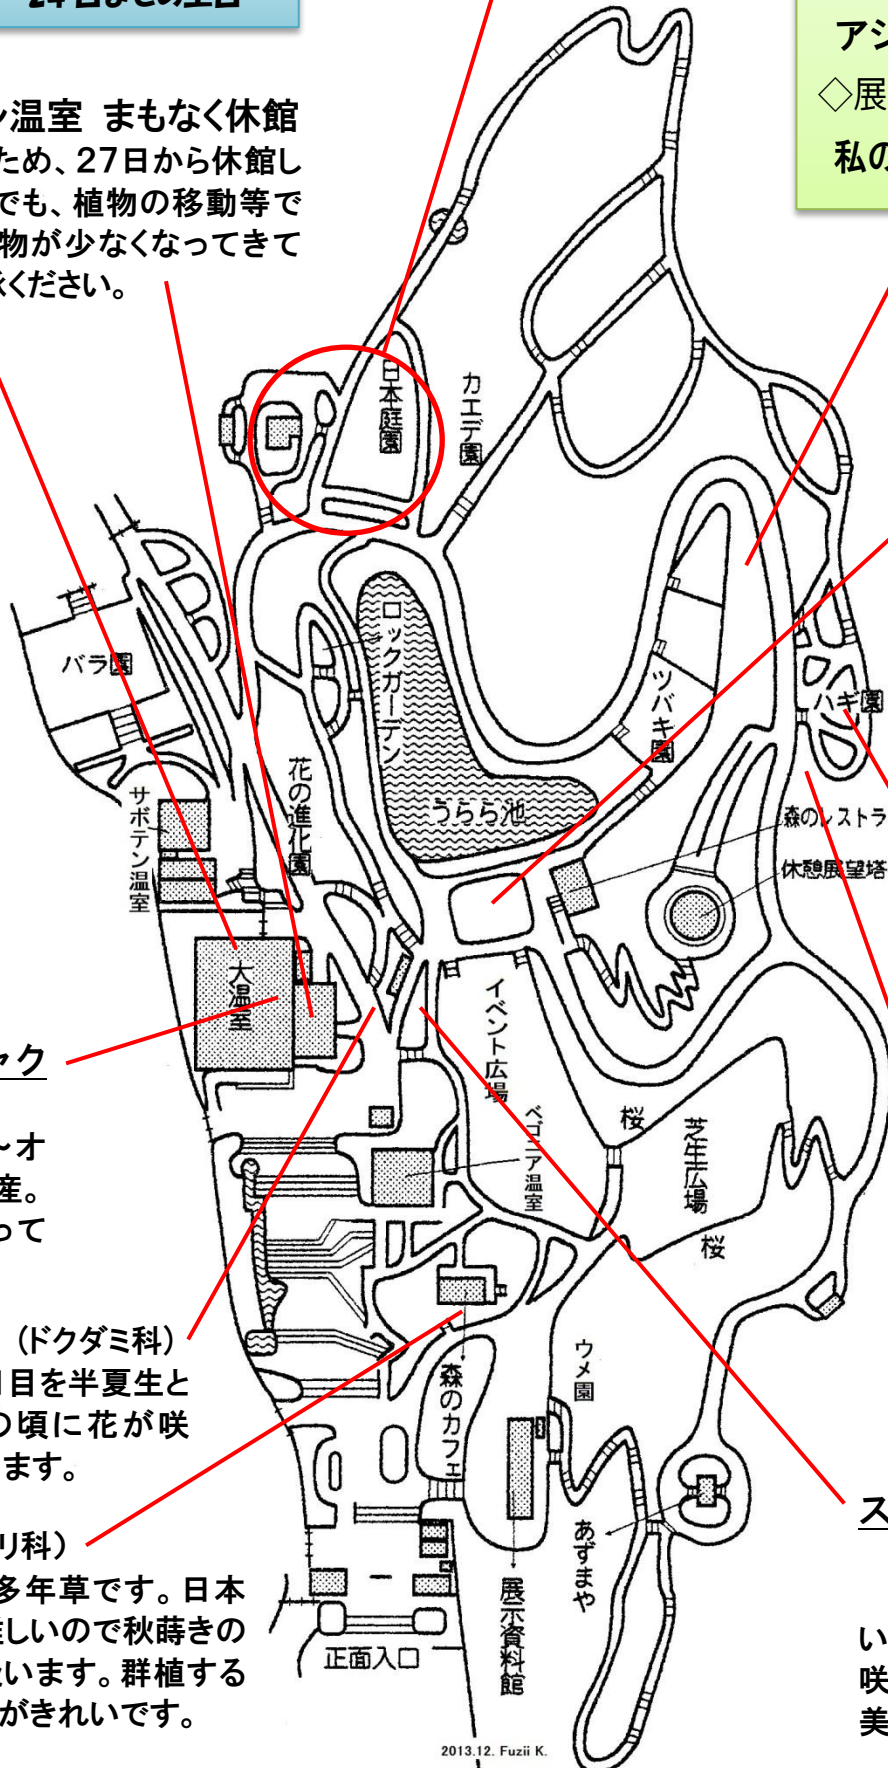 24日までの土日
アジ
◇展
私の
ン温室 まもなく休館
ため、27日から休館し
でも、植物の移動等で
物が少なくなってきて
承ください。
日本庭園
カエデ園
バラ園
ロックガーデン
ツバキ園
ハギ園
花の進化園
うらら池
サボテン温室
森のレストラ
休憩展望塔
大温室
イベント広場
ャク
桜
芝生広場
ベゴニア温室
～オ
産。
って
桜
(ドクダミ科)
日目を半夏生と
の頃に花が咲
ます。
ウメ園
森のカフェ
リ科)
多年草です。日本
難しいので秋蒔きの
います。群植する
がきれいです。
あずまや
展示資料館
正面入口
ス
い
咲
美
2013.12. Fuzii K.